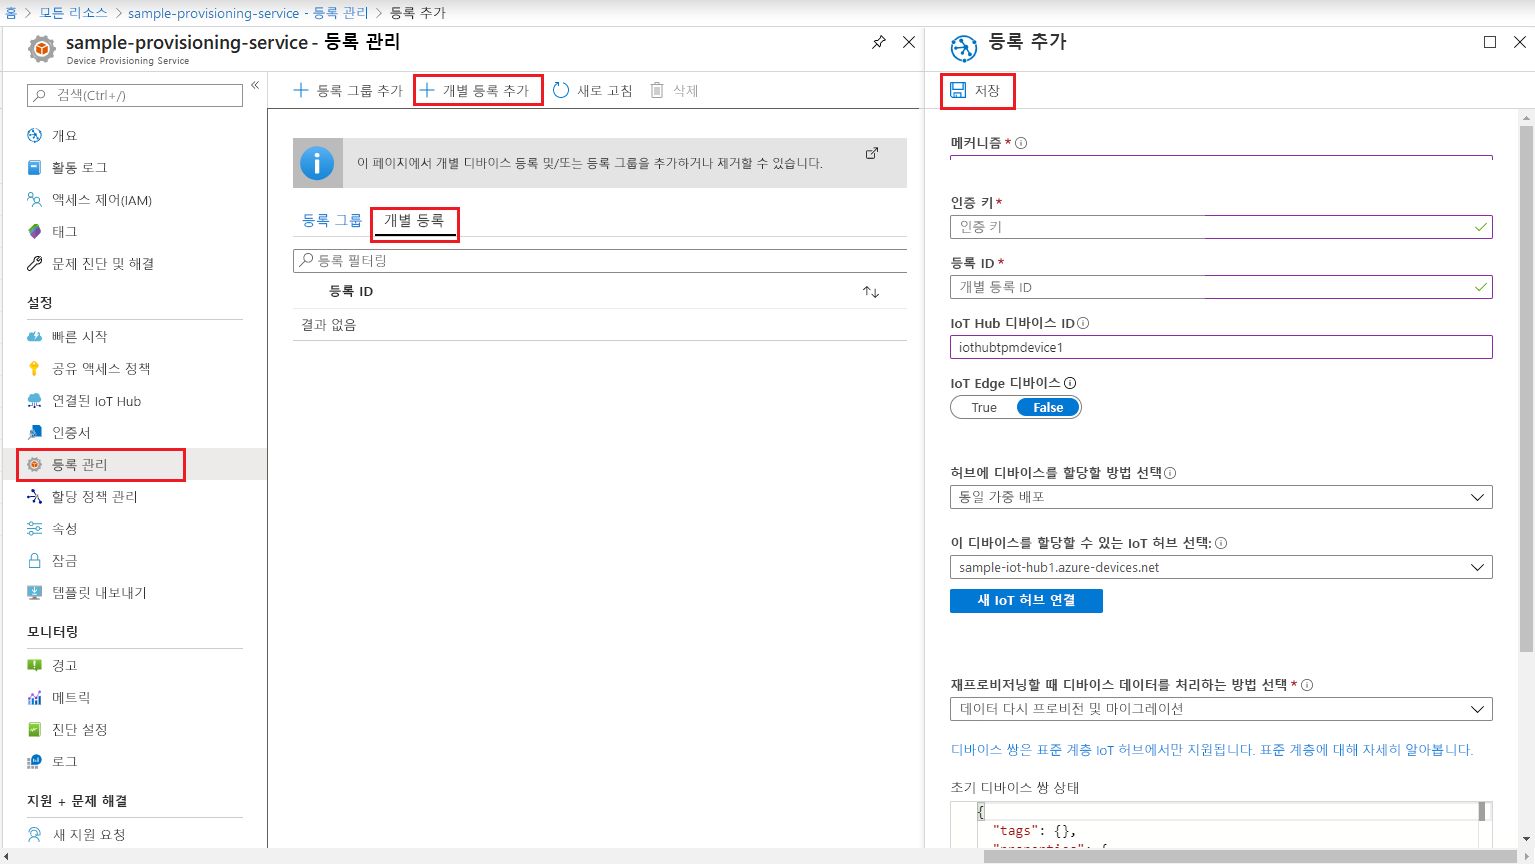 홈 > 모든 리소스 > sample-provisioning-service - 등록 관리 > 등록 추가
sample-provisioning-service - 등록 관리
Device Provisioning Service
검색(Ctrl+/)
개요
활동 로그
액세스 제어(IAM)
태그
문제 진단 및 해결
설정
빠른 시작
공유 액세스 정책
연결된 IoT Hub
인증서
등록 관리
할당 정책 관리
속성
잠금
템플릿 내보내기
모니터링
경고
메트릭
진단 설정
로그
지원 + 문제 해결
새 지원 요청
등록 그룹 추가 개별 등록 추가 새로 고침 삭제
이 페이지에서 개별 디바이스 등록 및/또는 등록 그룹을 추가하거나 제거할 수 있습니다.
등록 그룹 개별 등록
등록 필터링
등록 ID
결과 없음
등록 추가
저장
메커니즘 *
인증 키 *
인증 키
등록 ID *
개별 등록 ID
IoT Hub 디바이스 ID
iothubtpmdevice1
IoT Edge 디바이스
True False
허브에 디바이스를 할당할 방법 선택
동일 가중 배포
이 디바이스를 할당할 수 있는 IoT 허브 선택:
sample-iot-hub1.azure-devices.net
새 IoT 허브 연결
재프로비저닝할 때 디바이스 데이터를 처리하는 방법 선택 *
데이터 다시 프로비전 및 마이그레이션
디바이스 쌍은 표준 계층 IoT 허브에서만 지원됩니다. 표준 계층에 대해 자세히 알아봅니다.
초기 디바이스 쌍 상태
{
"tags": {},
"properties": {